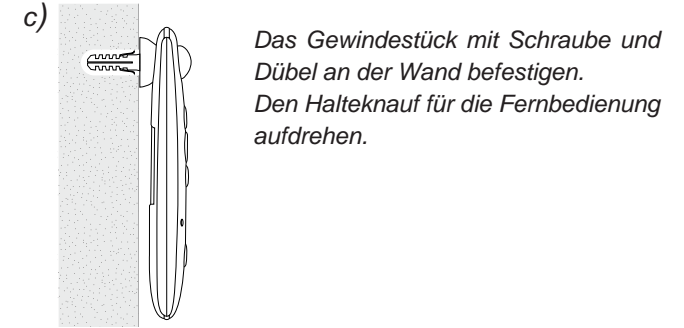 c)
Das Gewindestück mit Schraube und
Dübel an der Wand befestigen.
Den Halteknauf für die Fernbedienung
aufdrehen.